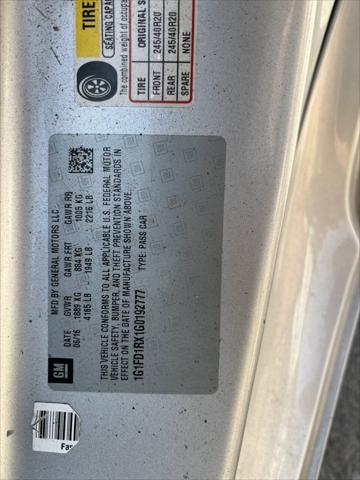 TIRE
SEATING CAPA
The combined weight of occupa
TIRE ORIGINAL S
FRONT 245/40R20
REAR 245/40R20
SPARE NONE
GM
MFD BY GENERAL MOTORS LLC
DATE GVWR GAWR FRT GAWR RR
06/16 1889 KG 884 KG 1005 KG
4165 LB 1949 LB 2216 LB
THIS VEHICLE CONFORMS TO ALL APPLICABLE U.S. FEDERAL MOTOR
VEHICLE SAFETY, BUMPER, AND THEFT PREVENTION STANDARDS IN
EFFECT ON THE DATE OF MANUFACTURE SHOWN ABOVE.
1G1FD1RX1G0192777 TYPE: PASS CAR
Fas